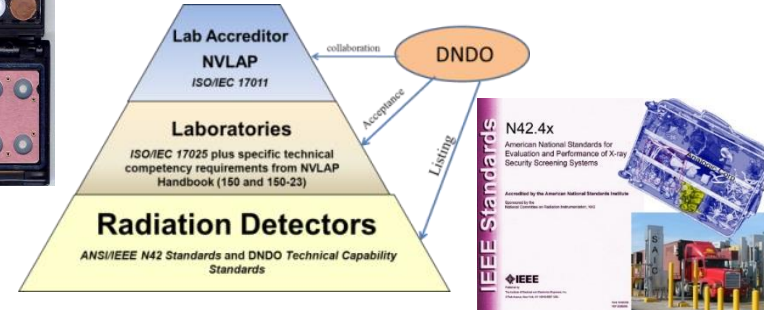 Lab Accreditor
NVLAP
ISO/IEC 17011
Laboratories
ISO/IEC 17025 plus specific technical
competency requirements from NVLAP
Handbook (150 and 150-23)
Radiation Detectors
ANSI/IEEE N42 Standards and DNDO Technical Capability
Standards
DNDO
collaboration
Acceptance
Listing
IEEE Standards
N42.4x
American National Standards for
Evaluation and Performance of X-ray
Security Screening Systems
Accredited by the American National Standards Institute
Sponsored by the
National Committee on Radiation Instrumentation, N42
IEEE
SAIC